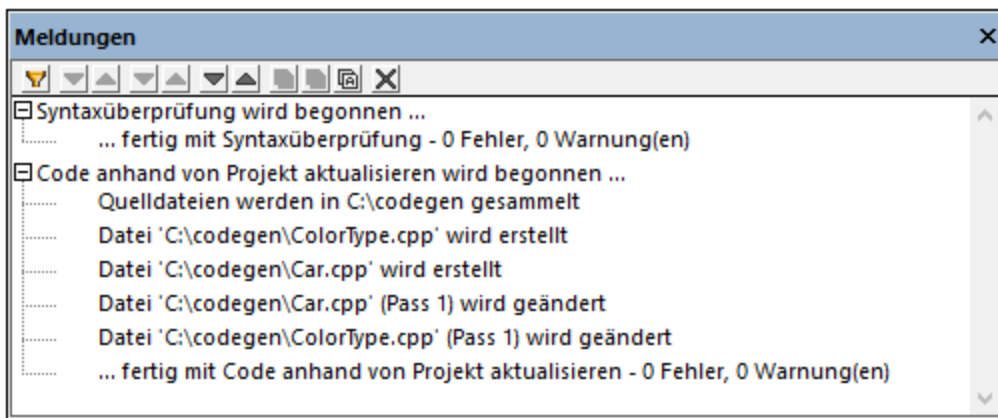 Meldungen
Syntaxüberprüfung wird begonnen ...
... fertig mit Syntaxüberprüfung - 0 Fehler, 0 Warnung(en)
Code anhand von Projekt aktualisieren wird begonnen ...
Quelldateien werden in C:\codegen gesammelt
Datei 'C:\codegen\ColorType.cpp' wird erstellt
Datei 'C:\codegen\Car.cpp' wird erstellt
Datei 'C:\codegen\Car.cpp' (Pass 1) wird geändert
Datei 'C:\codegen\ColorType.cpp' (Pass 1) wird geändert
... fertig mit Code anhand von Projekt aktualisieren - 0 Fehler, 0 Warnung(en)